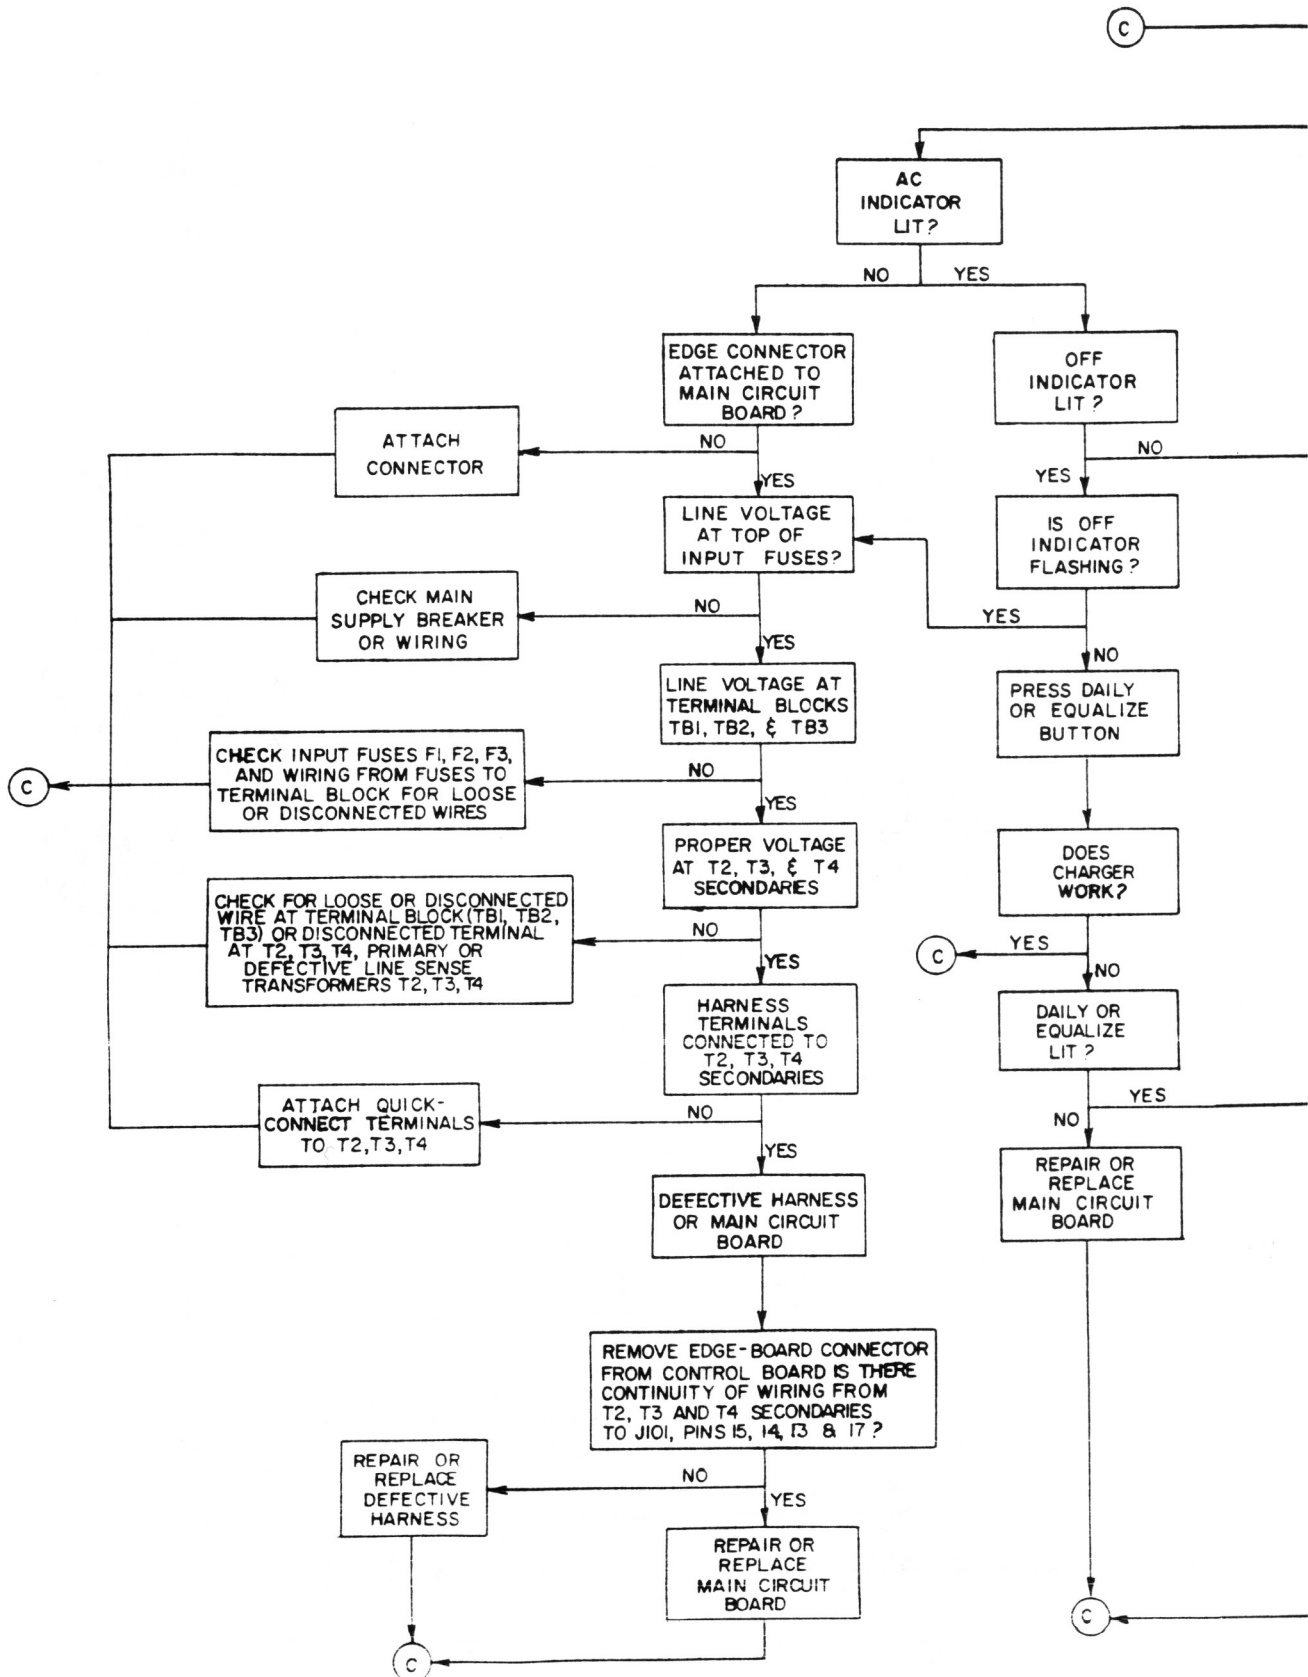 C
AC
INDICATOR
LIT?
NO
YES
EDGE CONNECTOR
ATTACHED TO
MAIN CIRCUIT
BOARD?
OFF
INDICATOR
LIT?
ATTACH
CONNECTOR
NO
YES
NO
YES
LINE VOLTAGE
AT TOP OF
INPUT FUSES?
IS OFF
INDICATOR
FLASHING?
CHECK MAIN
SUPPLY BREAKER
OR WIRING
NO
YES
YES
NO
LINE VOLTAGE AT
TERMINAL BLOCKS
TB1, TB2, & TB3
PRESS DAILY
OR EQUALIZE
BUTTON
C
CHECK INPUT FUSES F1, F2, F3,
AND WIRING FROM FUSES TO
TERMINAL BLOCK FOR LOOSE
OR DISCONNECTED WIRES
NO
YES
PROPER VOLTAGE
AT T2, T3, & T4
SECONDARIES
DOES
CHARGER
WORK?
CHECK FOR LOOSE OR DISCONNECTED
WIRE AT TERMINAL BLOCK (TB1, TB2,
TB3) OR DISCONNECTED TERMINAL
AT T2, T3, T4, PRIMARY OR
DEFECTIVE LINE SENSE
TRANSFORMERS T2, T3, T4
NO
YES
C
YES
NO
HARNESS
TERMINALS
CONNECTED TO
T2, T3, T4
SECONDARIES
DAILY OR
EQUALIZE
LIT?
ATTACH QUICK-
CONNECT TERMINALS
TO T2, T3, T4
NO
YES
YES
NO
DEFECTIVE HARNESS
OR MAIN CIRCUIT
BOARD
REPAIR OR
REPLACE
MAIN CIRCUIT
BOARD
REMOVE EDGE-BOARD CONNECTOR
FROM CONTROL BOARD IS THERE
CONTINUITY OF WIRING FROM
T2, T3 AND T4 SECONDARIES
TO J101, PINS 15, 14, 13 & 17?
REPAIR OR
REPLACE
DEFECTIVE
HARNESS
NO
YES
REPAIR OR
REPLACE
MAIN CIRCUIT
BOARD
C
C